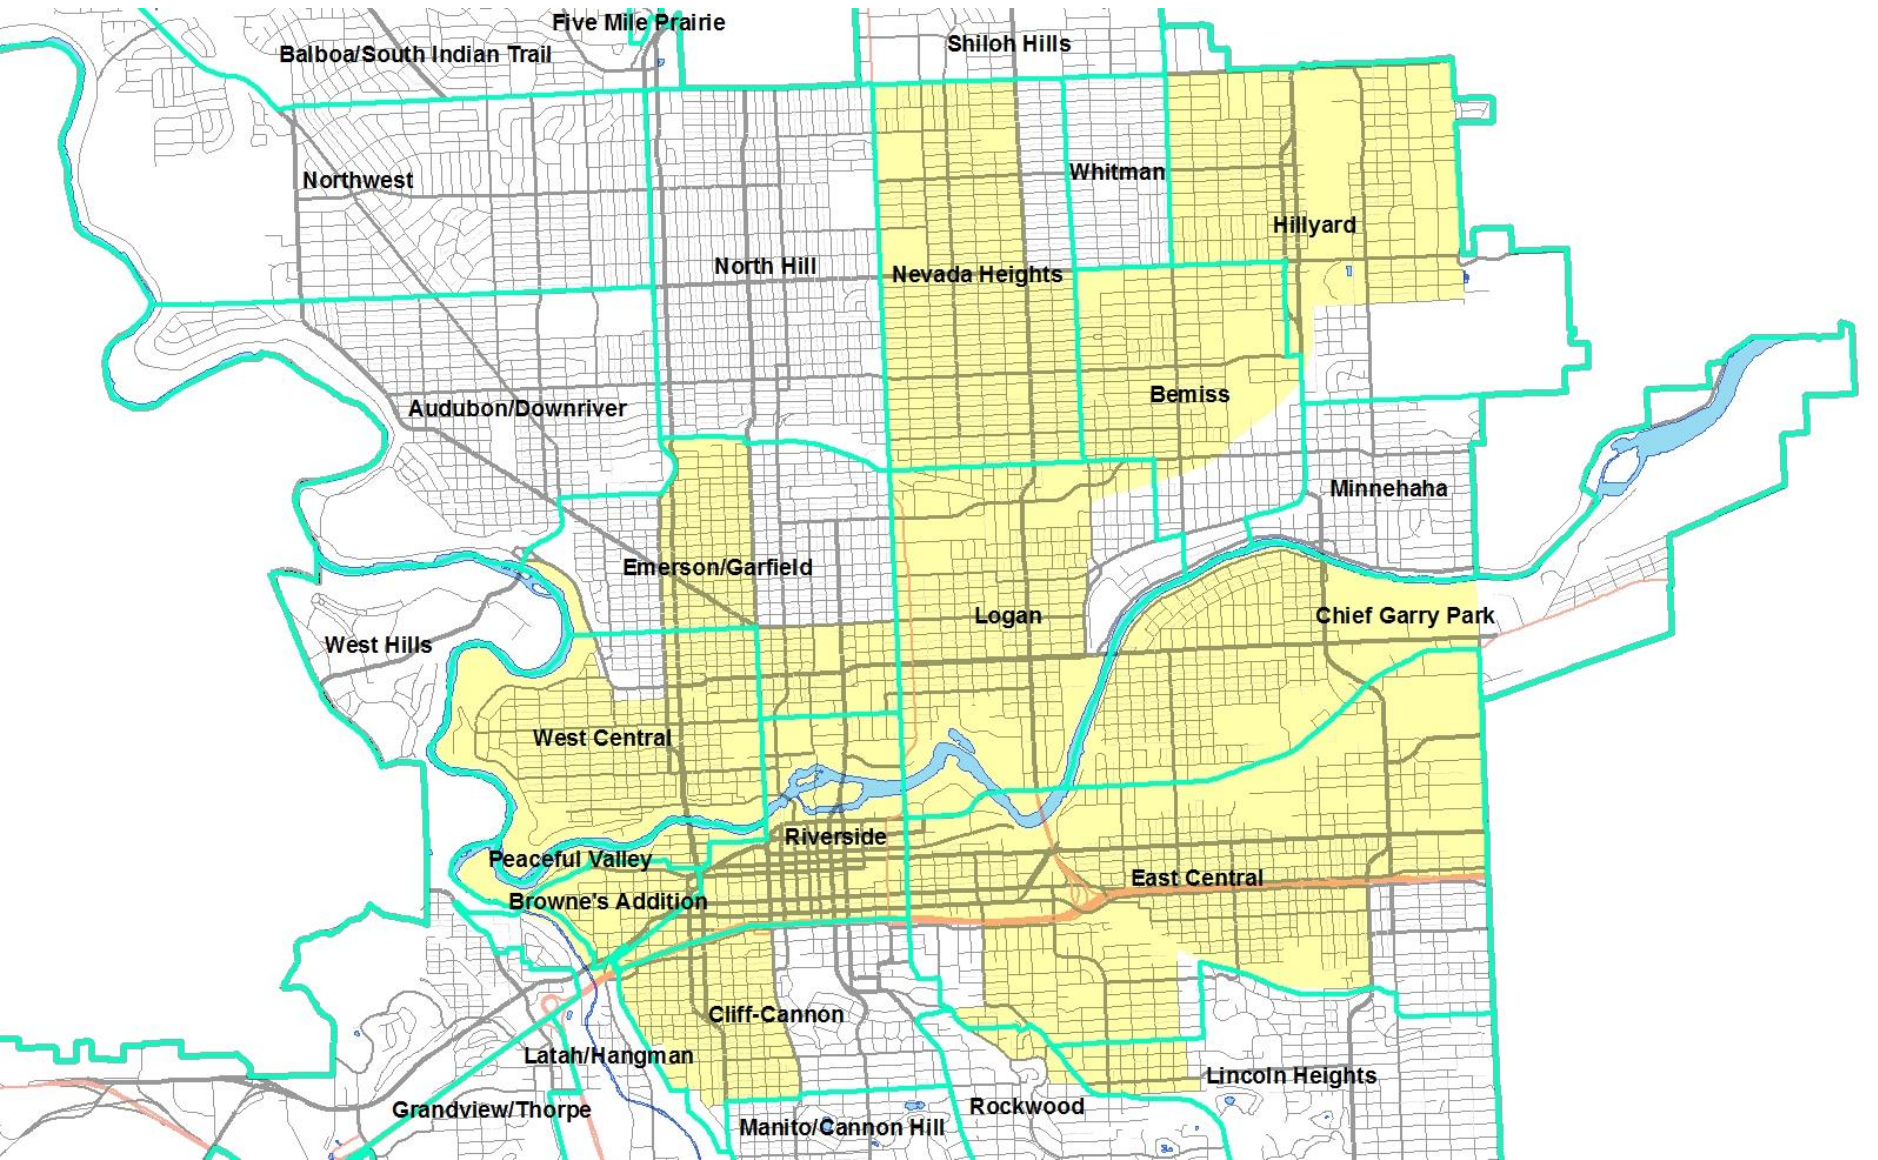 Five Mile Prairie
Shiloh Hills
Balboa/South Indian Trail
Whitman
Northwest
Hillyard
North Hill
Nevada Heights
Bemiss
Audubon/Downriver
Minnehaha
Emerson/Garfield
Logan
Chief Garry Park
West Hills
West Central
Riverside
Peaceful Valley
East Central
Browne's Addition
Cliff-Cannon
Latah/Hangman
Lincoln Heights
Grandview/Thorpe
Rockwood
Manito/Cannon Hill